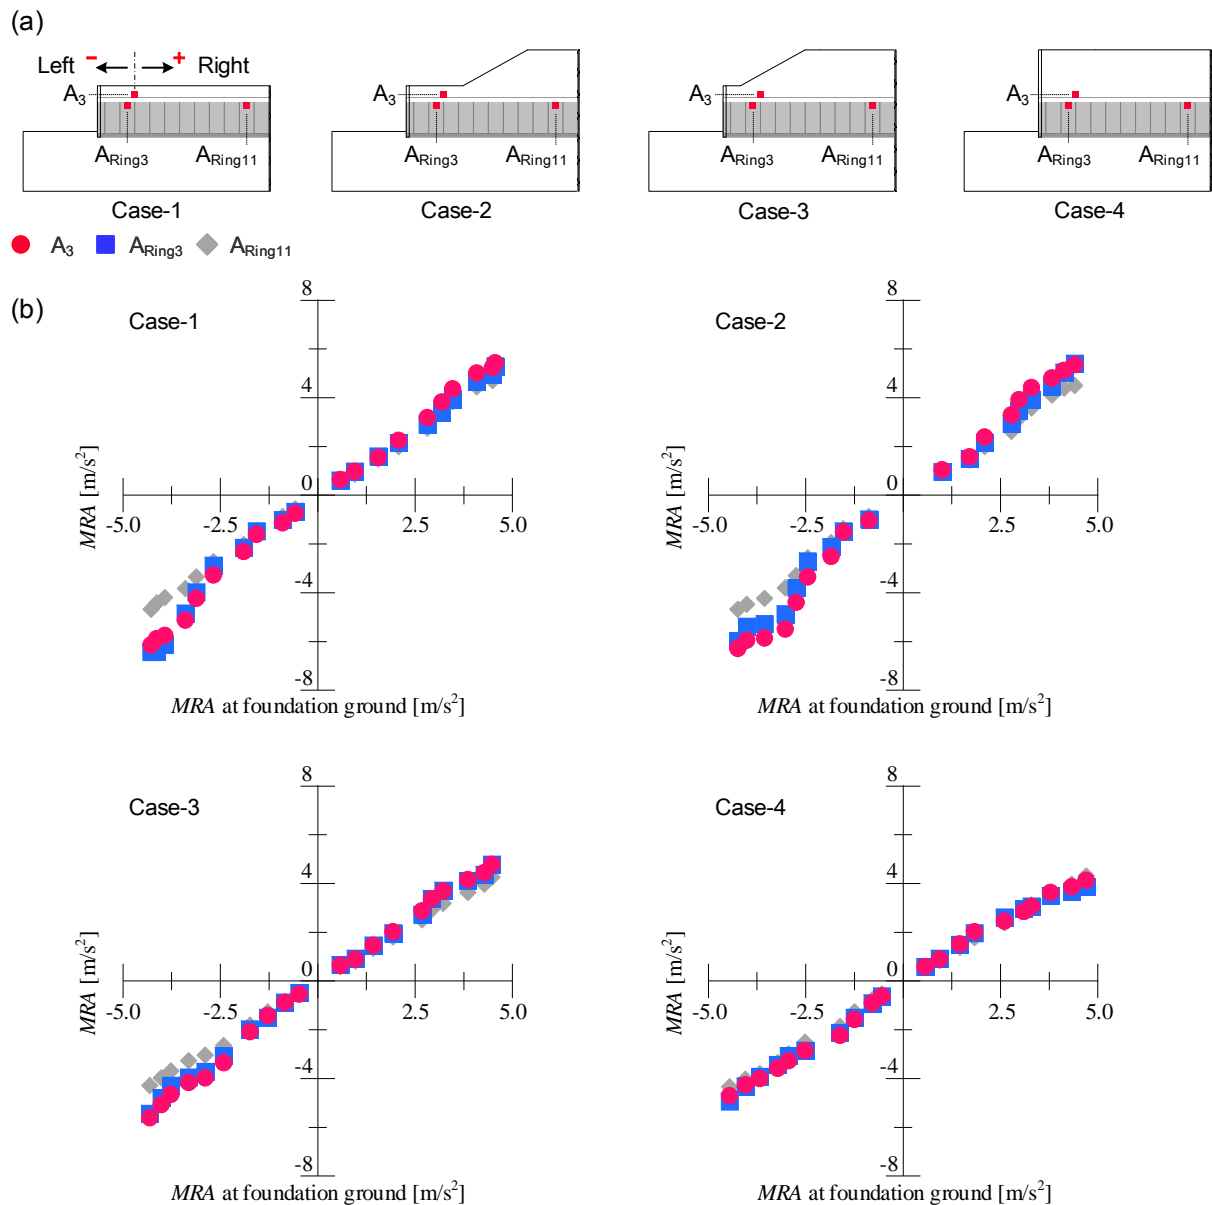 (a)
Left - + Right
A3 A3 A3 A3
ARing3 ARing11 ARing3 ARing11 ARing3 ARing11 ARing3 ARing11
Case-1 Case-2 Case-3 Case-4
A3 ARing3 ARing11
(b)
Case-1
8
4
0
-4
-8
-5.0 -2.5 2.5 5.0
MRA [m/s²]
MRA at foundation ground [m/s²]
Case-2
8
4
0
-4
-8
-5.0 -2.5 2.5 5.0
MRA [m/s²]
MRA at foundation ground [m/s²]
Case-3
8
4
0
-4
-8
-5.0 -2.5 2.5 5.0
MRA [m/s²]
MRA at foundation ground [m/s²]
Case-4
8
4
0
-4
-8
-5.0 -2.5 2.5 5.0
MRA [m/s²]
MRA at foundation ground [m/s²]